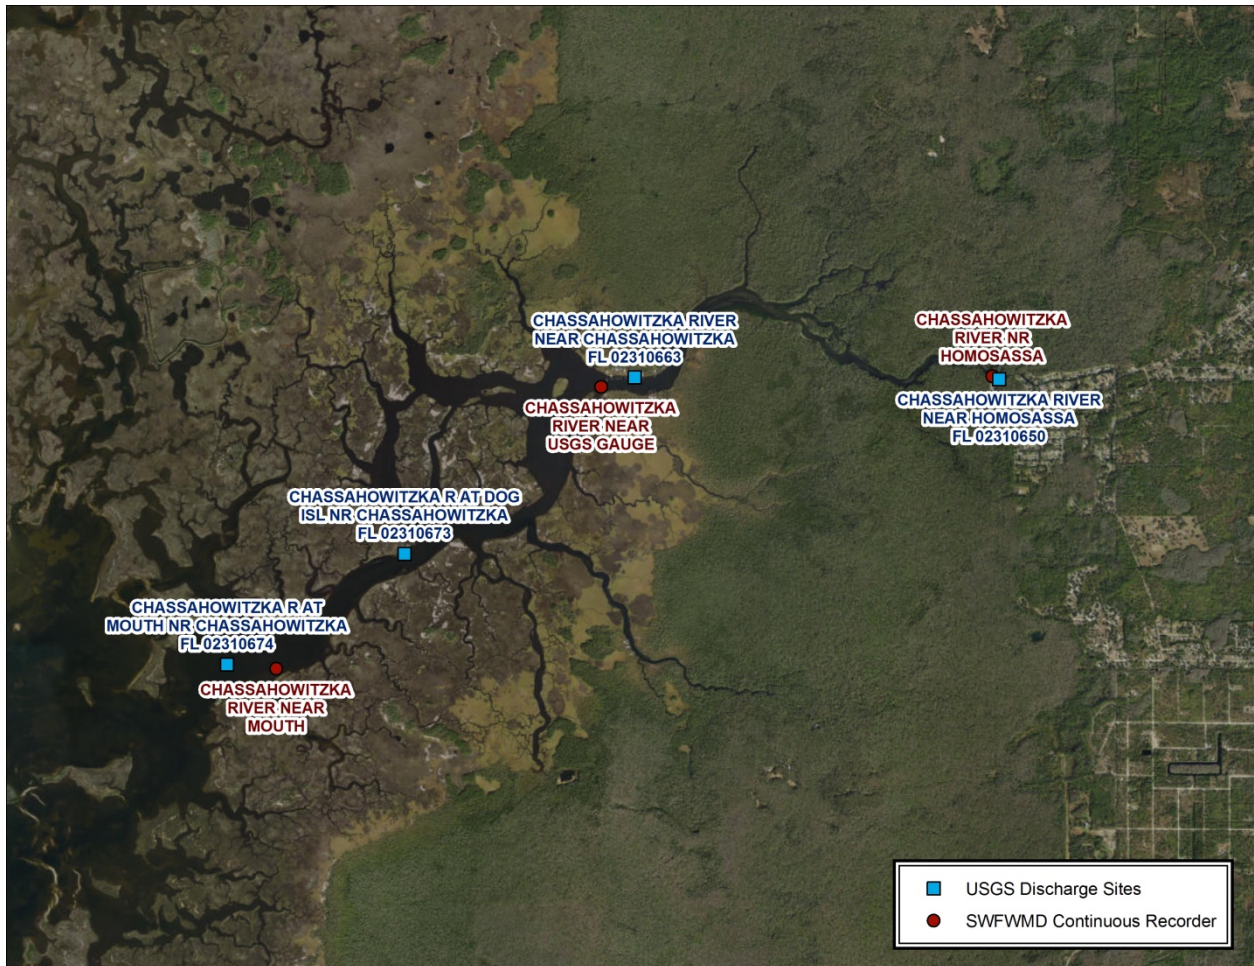 CHASSAHOWITZKA RIVER
NEAR CHASSAHOWITZKA
FL 02310663
CHASSAHOWITZKA
RIVER NR
HOMOSASSA
CHASSAHOWITZKA RIVER
NEAR HOMOSASSA
FL 02310650
CHASSAHOWITZKA
RIVER NEAR
USGS GAUGE
CHASSAHOWITZKA R AT DOG
ISL NR CHASSAHOWITZKA
FL 02310673
CHASSAHOWITZKA R AT
MOUTH NR CHASSAHOWITZKA
FL 02310674
CHASSAHOWITZKA
RIVER NEAR
MOUTH
USGS Discharge Sites
SWFWMD Continuous Recorder